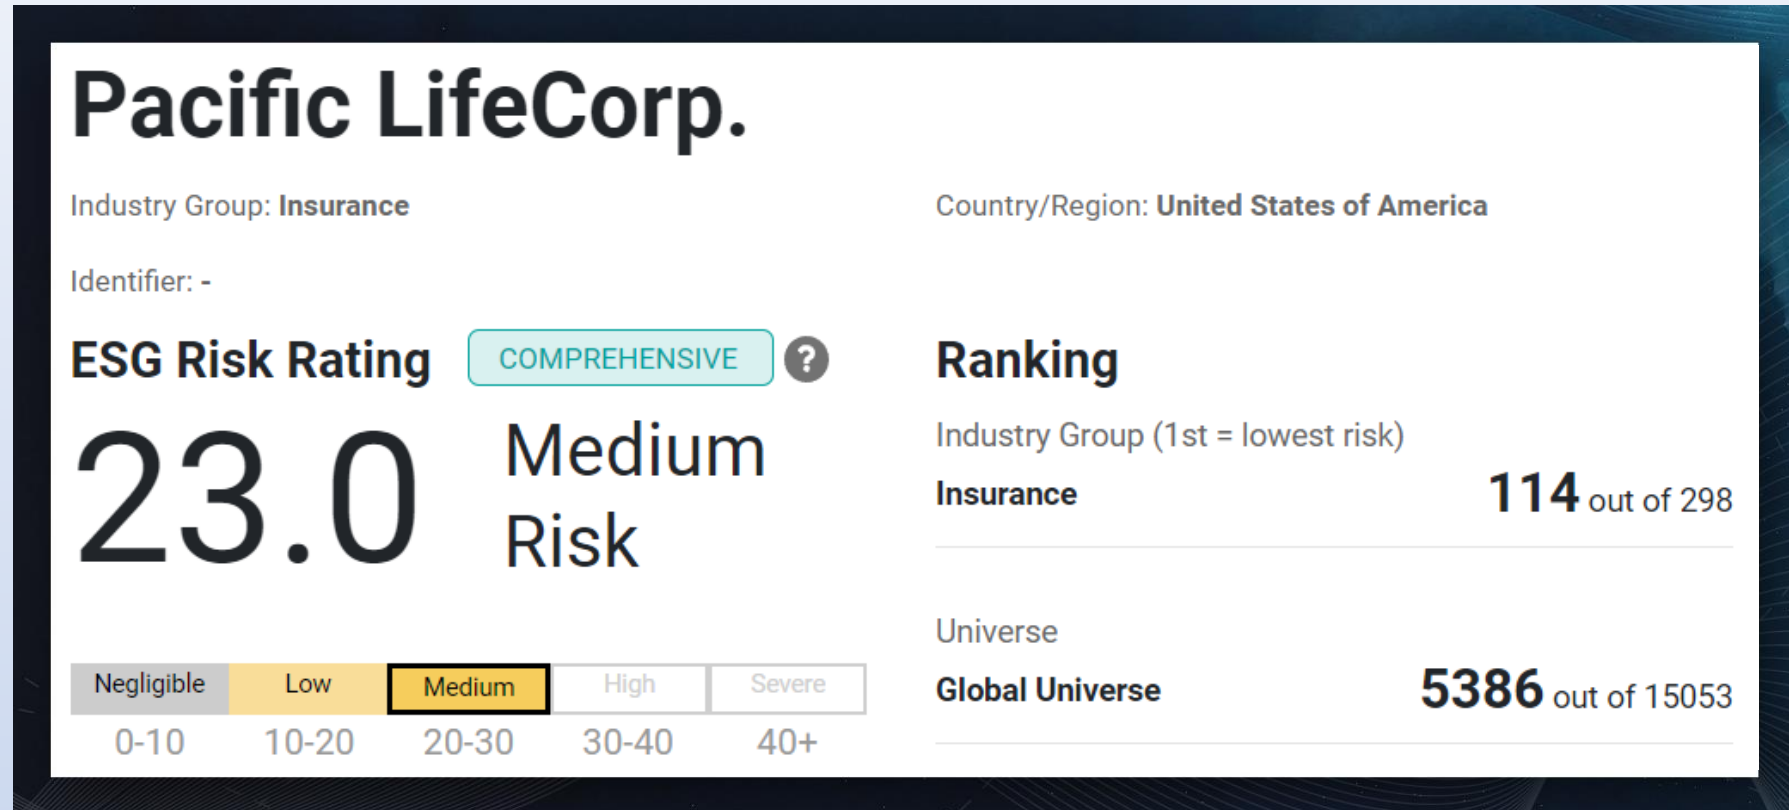 Pacific LifeCorp.
Industry Group: Insurance
Country/Region: United States of America
Identifier: -
ESG Risk Rating
COMPREHENSIVE
?
23.0
Medium
Risk
Negligible
Low
Medium
High
Severe
0-10
10-20
20-30
30-40
40+
Ranking
Industry Group (1st = lowest risk)
Insurance
114 out of 298
Universe
Global Universe
5386 out of 15053